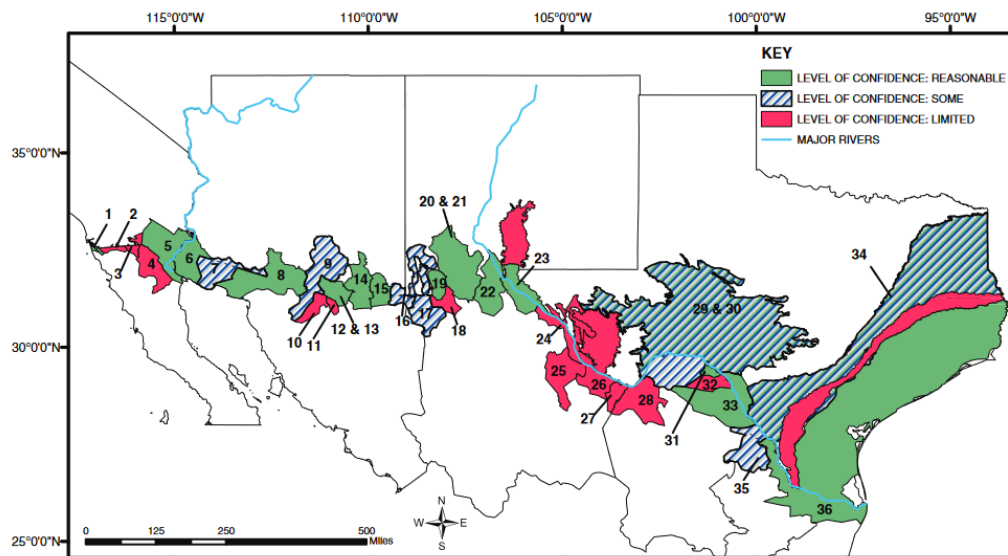 115°0'0"W 110°0'0"W 105°0'0"W 100°0'0"W 95°0'0"W
KEY
LEVEL OF CONFIDENCE: REASONABLE
LEVEL OF CONFIDENCE: SOME
LEVEL OF CONFIDENCE: LIMITED
MAJOR RIVERS
35°0'0"N
30°0'0"N
25°0'0"N
1
2
3
4
5
6
7
8
9
10
11
12 & 13
14
15
16
17
18
19
20 & 21
22
23
24
25
26
27
28
29 & 30
31
32
33
34
35
36
N
W E
S
0 125 250 500
Miles